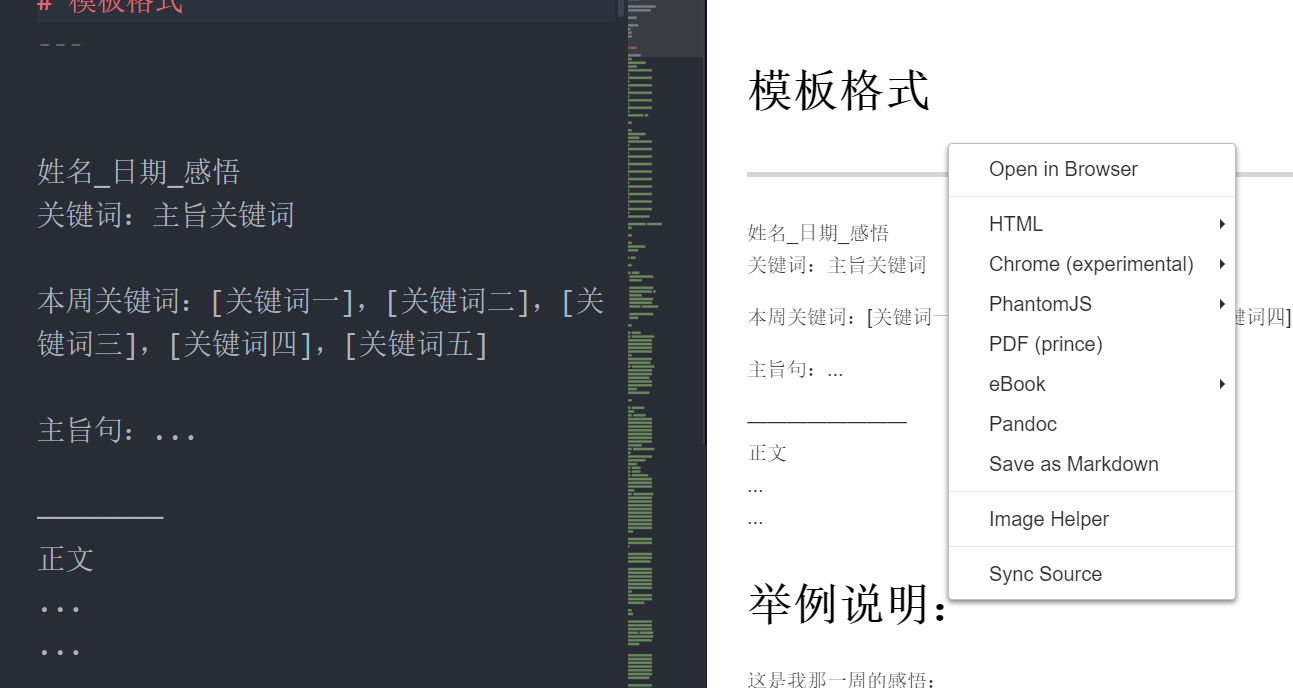 # 模板格式
---
姓名_日期_感悟
关键词：主旨关键词
本周关键词：[关键词一]，[关键词二]，[关
键词三]，[关键词四]，[关键词五]
主旨句：...
————————
正文
...
...
模板格式
姓名_日期_感悟
关键词：主旨关键词
本周关键词：[关键词一
键词四]
主旨句：...
————————
正文
...
...
举例说明：
这是我那一周的感悟：
Open in Browser
HTML
Chrome (experimental)
PhantomJS
PDF (prince)
eBook
Pandoc
Save as Markdown
Image Helper
Sync Source